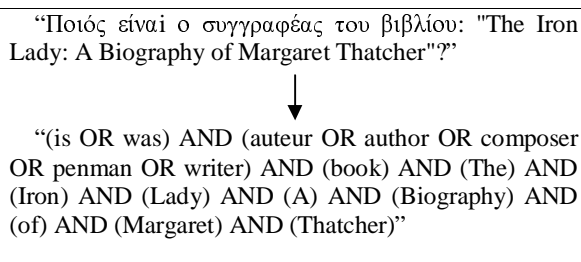 “Ποιός είναi ο συγγραφέας του βιβλίου: "The Iron
Lady: A Biography of Margaret Thatcher"?”
“(is OR was) AND (auteur OR author OR composer
OR penman OR writer) AND (book) AND (The) AND
(Iron) AND (Lady) AND (A) AND (Biography) AND
(of) AND (Margaret) AND (Thatcher)”